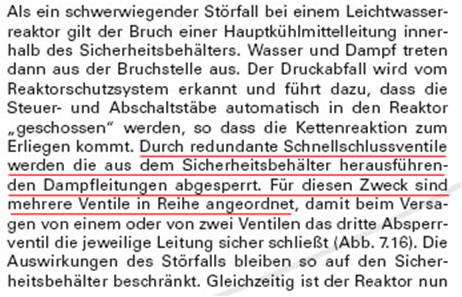 Als ein schwerwiegender Störfall bei einem Leichtwasser-
reaktor gilt der Bruch einer Hauptkühlmittelleitung inner-
halb des Sicherheitsbehälters. Wasser und Dampf treten
dann aus der Bruchstelle aus. Der Druckabfall wird vom
Reaktorschutzsystem erkannt und führt dazu, dass die
Steuer- und Abschaltstäbe automatisch in den Reaktor
„geschossen“ werden, so dass die Kettenreaktion zum
Erliegen kommt. Durch redundante Schnellschlussventile
werden die aus dem Sicherheitsbehälter herausführen-
den Dampfleitungen abgesperrt. Für diesen Zweck sind
mehrere Ventile in Reihe angeordnet, damit beim Versa-
gen von einem oder von zwei Ventilen das dritte Absperr-
ventil die jeweilige Leitung sicher schließt (Abb. 7.16). Die
Auswirkungen des Störfalls bleiben so auf den Sicher-
heitsbehälter beschränkt. Gleichzeitig ist der Reaktor nun